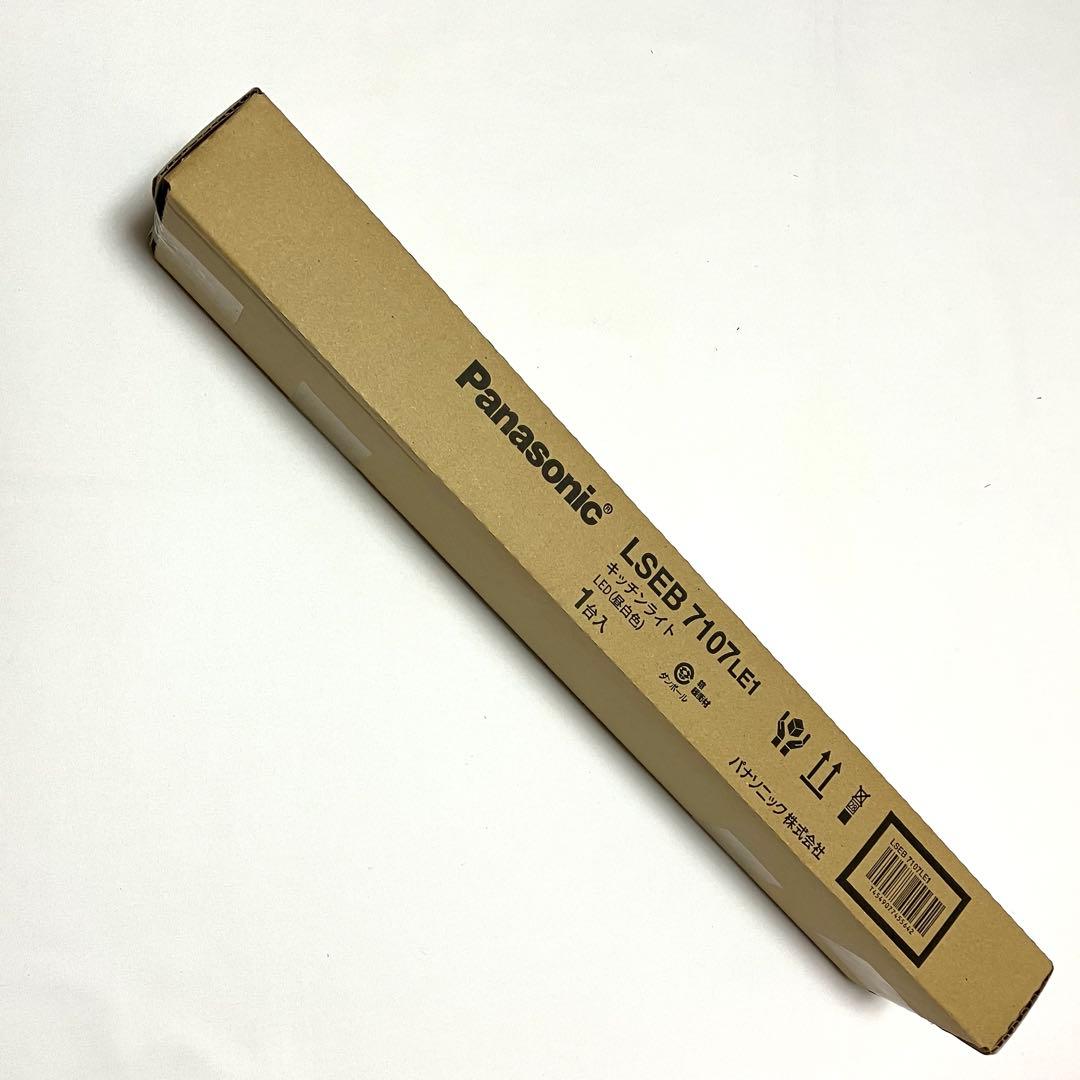 Panasonic®
LSEB 7107LE1
キッチンライト
LED(昼白色)
1台入
ダンボール
パナソニック株式会社
LSEB 7107LE1
T4549077455642